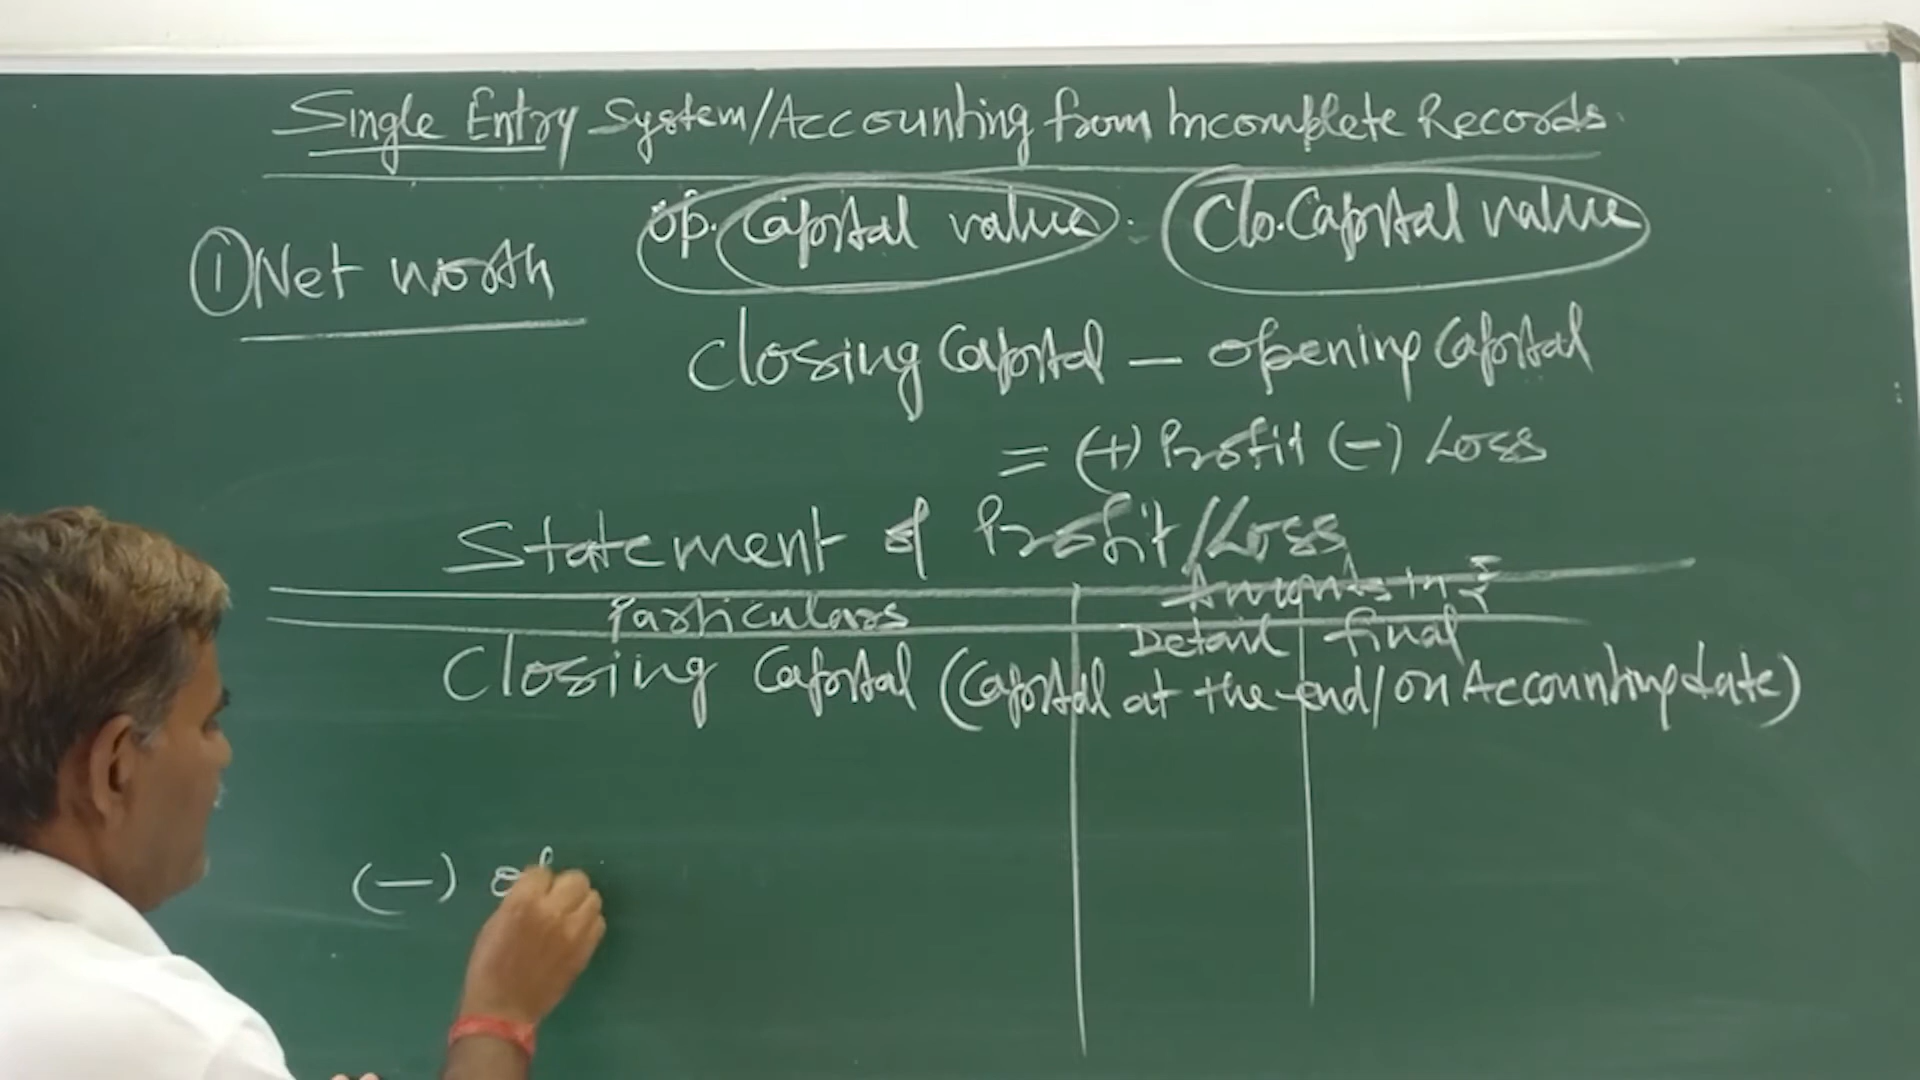 Single Entry System/Accounting from Incomplete Records.
① Net worth
op. Capital value - Clo. Capital value
Closing Capital — opening Capital
= (+) Profit (-) Loss
Statement of Profit/Loss
Particulars Amounts in ₹
Detail final
Closing Capital (Capital at the end/on Accounting date)
(—) op